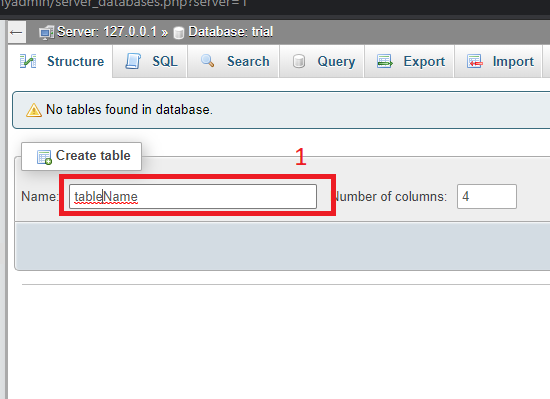 nyadmin/server_databases.php?server=1
← Server: 127.0.0.1 » Database: trial
Structure SQL Search Query Export Import
No tables found in database.
Create table
1
Name: tableName Number of columns: 4